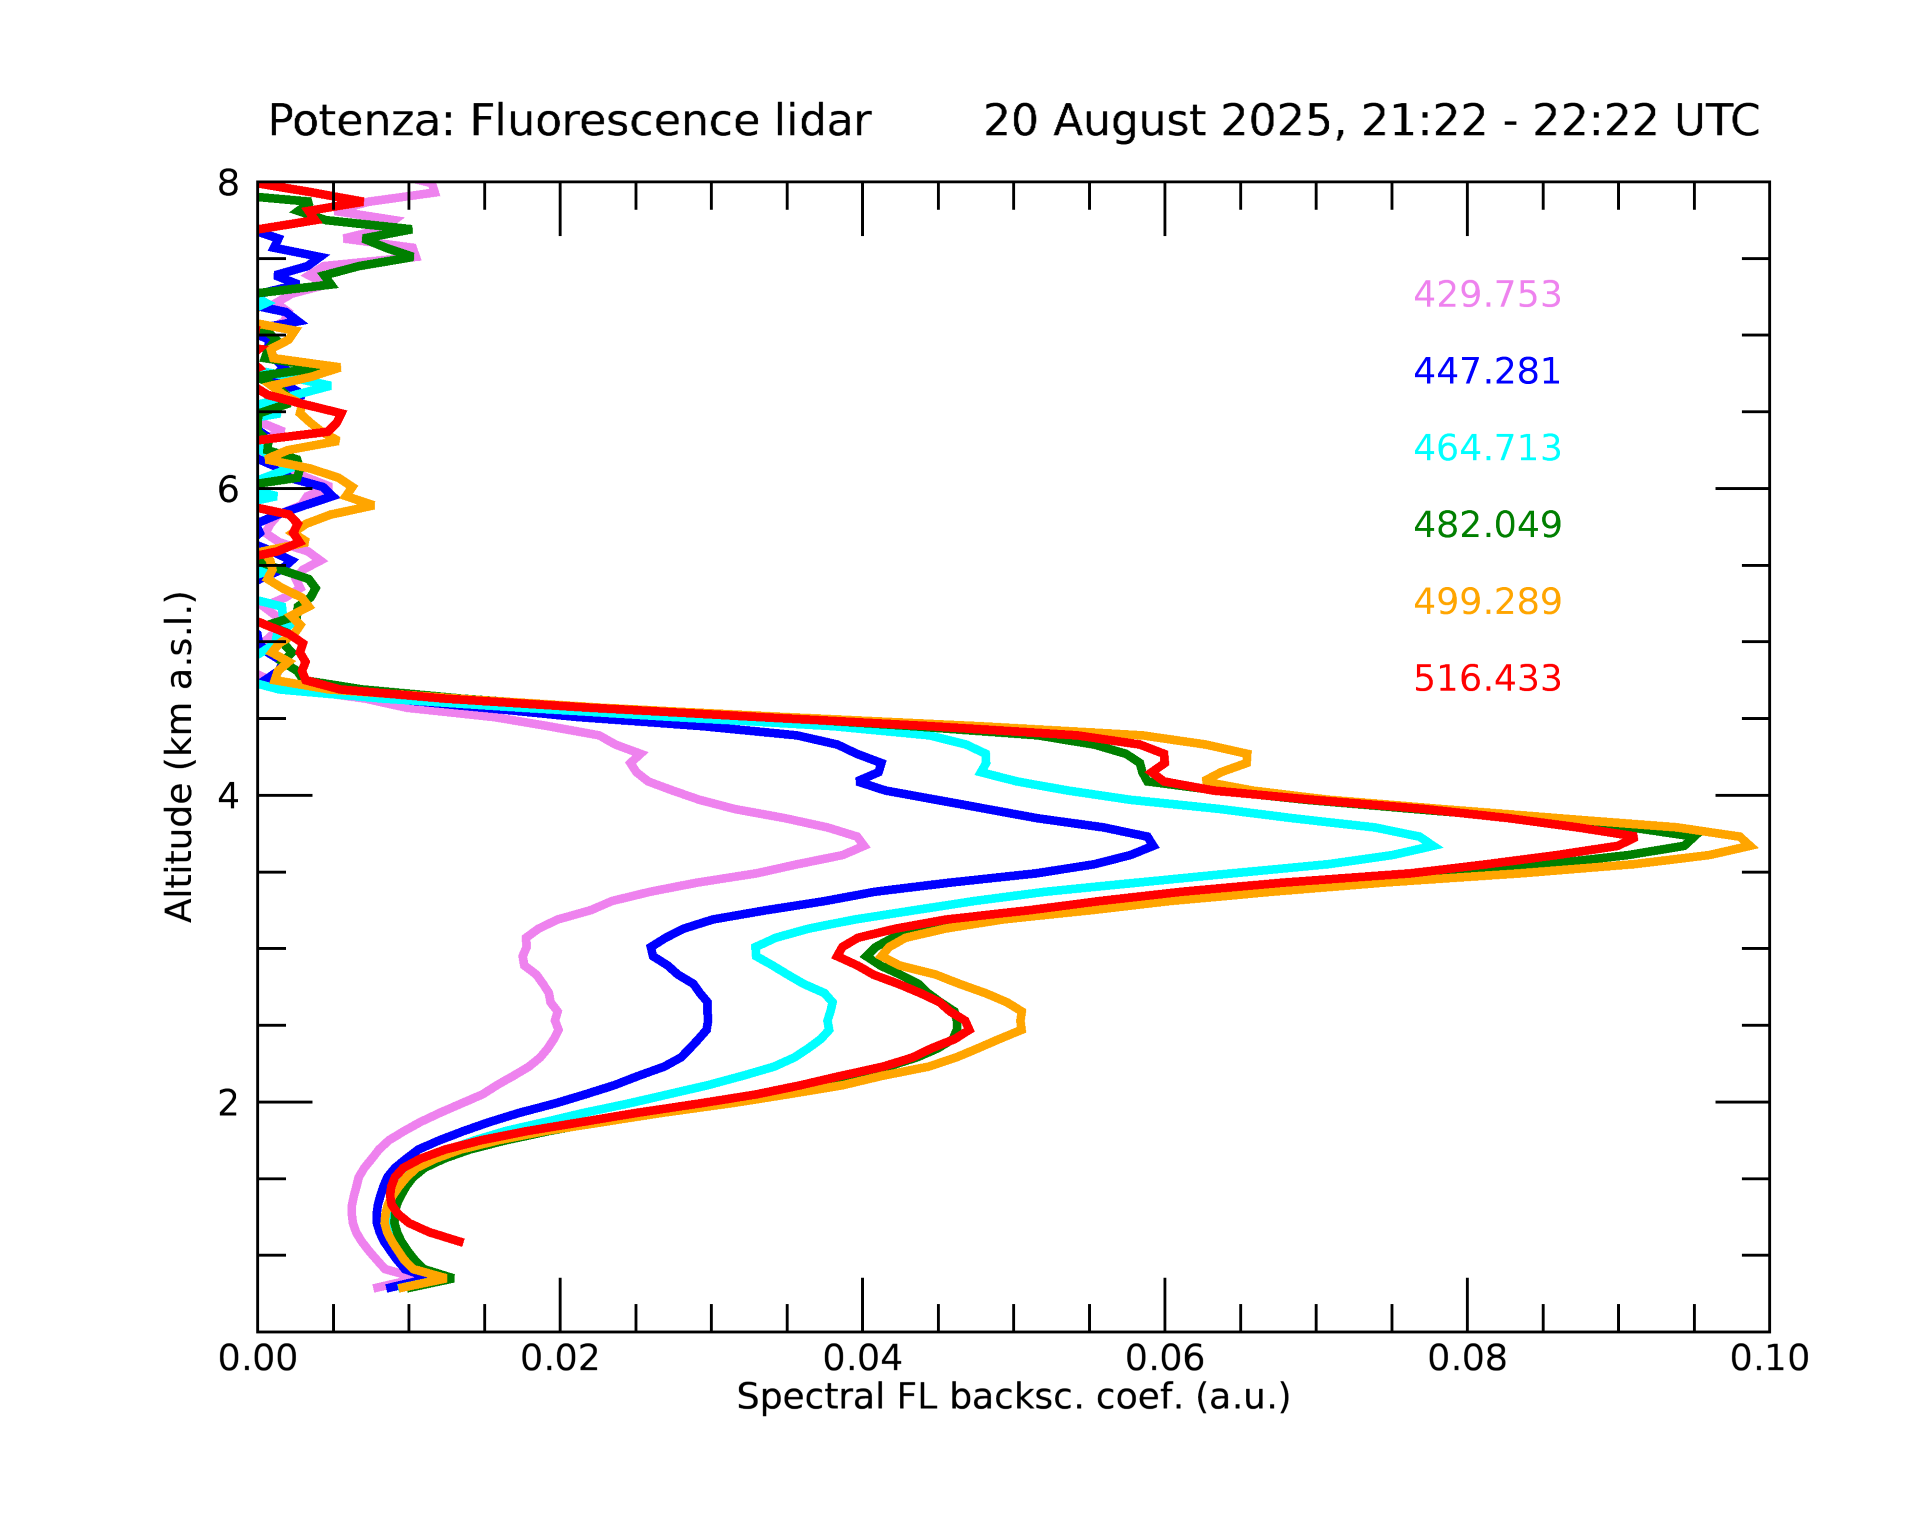 Potenza: Fluorescence lidar 20 August 2025, 21:22 - 22:22 UTC
8
429.753
447.281
464.713
6
482.049
499.289
516.433
Altitude (km a.s.l.)
4
2
0.00 0.02 0.04 0.06 0.08 0.10
Spectral FL backsc. coef. (a.u.)